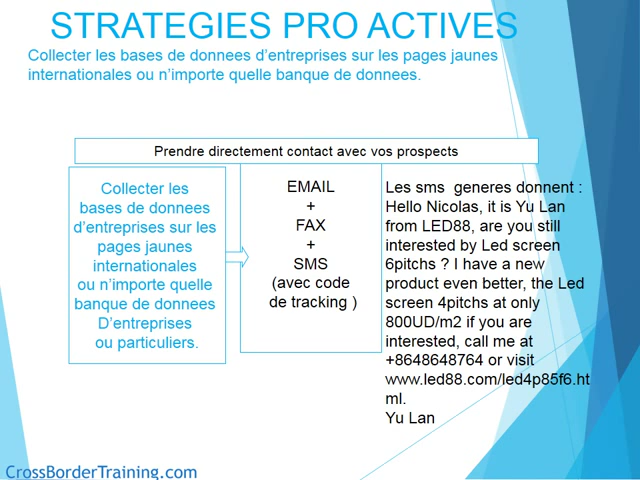 STRATEGIES PRO ACTIVES
Collecter les bases de donnees d’entreprises sur les pages jaunes
internationales ou n’importe quelle banque de donnees.
Prendre directement contact avec vos prospects
Collecter les
bases de donnees
d’entreprises sur les
pages jaunes
internationales
ou n’importe quelle
banque de donnees
D’entreprises
ou particuliers.
EMAIL
+
FAX
+
SMS
(avec code
de tracking )
Les sms  generes donnent :
Hello Nicolas, it is Yu Lan
from LED88, are you still
interested by Led screen
6pitchs ? I have a new
product even better, the Led
screen 4pitchs at only
800UD/m2 if you are
interested, call me at
+8648648764 or visit
www.led88.com/led4p85f6.ht
ml.
Yu Lan
CrossBorderTraining.com